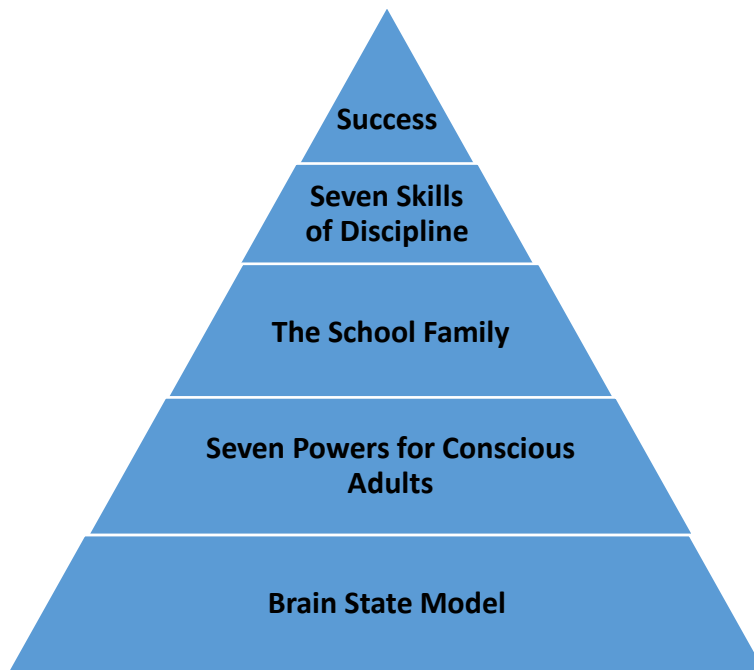 Success
Seven Skills
of Discipline
The School Family
Seven Powers for Conscious
Adults
Brain State Model